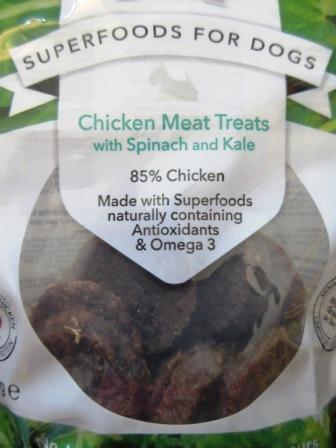 SUPERFOODS FOR DOGS
Chicken Meat Treats
with Spinach and Kale
85% Chicken
Made with Superfoods
naturally containing
Antioxidants
& Omega 3